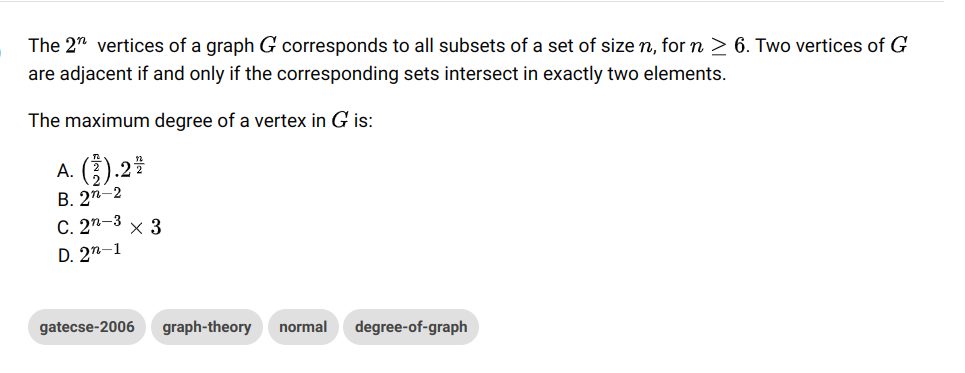 The $2^n$ vertices of a graph $G$ corresponds to all subsets of a set of size $n$, for $n \geq 6$. Two vertices of $G$
are adjacent if and only if the corresponding sets intersect in exactly two elements.
The maximum degree of a vertex in $G$ is:
A. $\binom{\frac{n}{2}}{2}.2^{\frac{n}{2}}$
B. $2^{n-2}$
C. $2^{n-3} \times 3$
D. $2^{n-1}$
gatecse-2006 graph-theory normal degree-of-graph